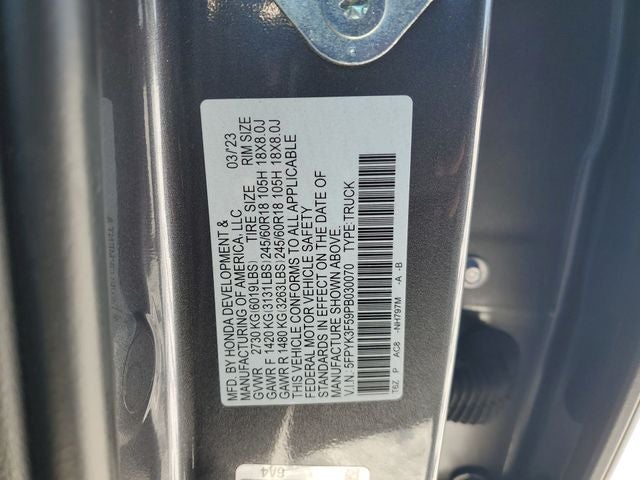 MFD. BY HONDA DEVELOPMENT & 03/'23
MANUFACTURING OF AMERICA, LLC
TIRE SIZE RIM SIZE
GVWR 2730 KG(6019LBS)
GAWR F 1420 KG(3131LBS) 245/60R18 105H 18X8.0J
GAWR R 1480 KG(3263LBS) 245/60R18 105H 18X8.0J
THIS VEHICLE CONFORMS TO ALL APPLICABLE
FEDERAL MOTOR VEHICLE SAFETY
STANDARDS IN EFFECT ON THE DATE OF
MANUFACTURE SHOWN ABOVE.
V.I.N.: 5FPYK3F59PB030070 TYPE:TRUCK
T6Z P AC8 -NH797M -A -B